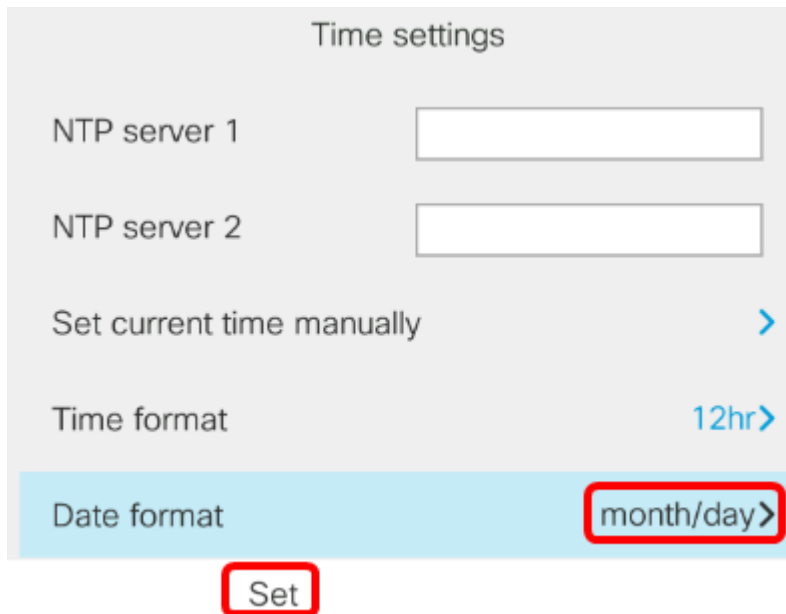 Time settings
NTP server 1
NTP server 2
Set current time manually
Time format 12hr
Date format month/day
Set